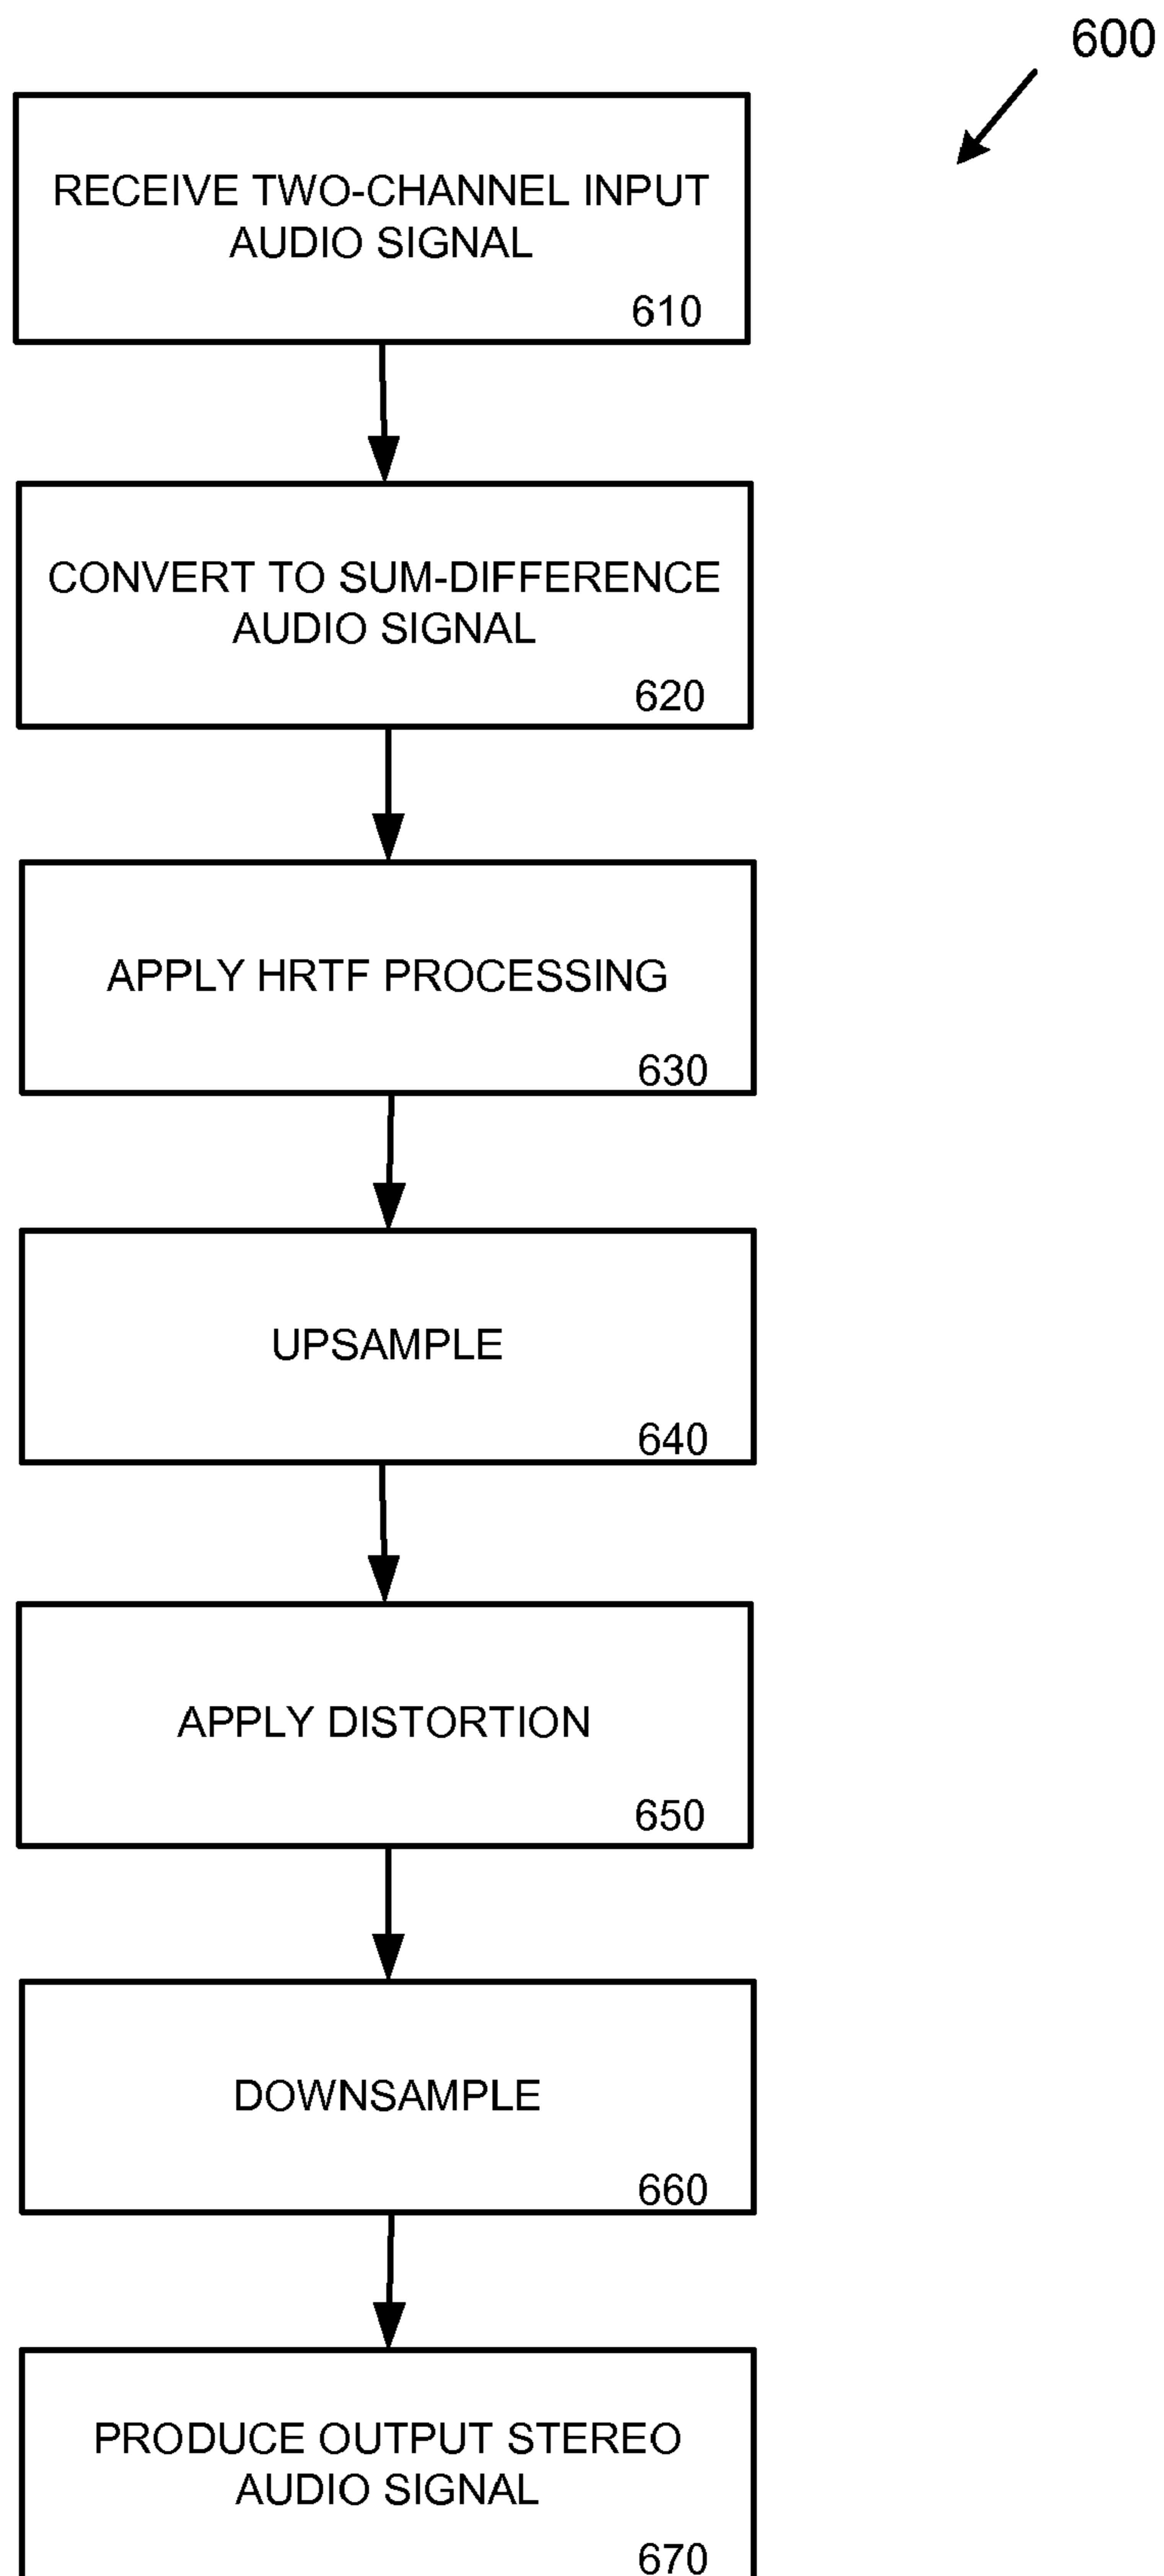 600
RECEIVE TWO-CHANNEL INPUT
AUDIO SIGNAL
610
CONVERT TO SUM-DIFFERENCE
AUDIO SIGNAL
620
APPLY HRTF PROCESSING
630
UPSAMPLE
640
APPLY DISTORTION
650
DOWNSAMPLE
660
PRODUCE OUTPUT STEREO
AUDIO SIGNAL
670